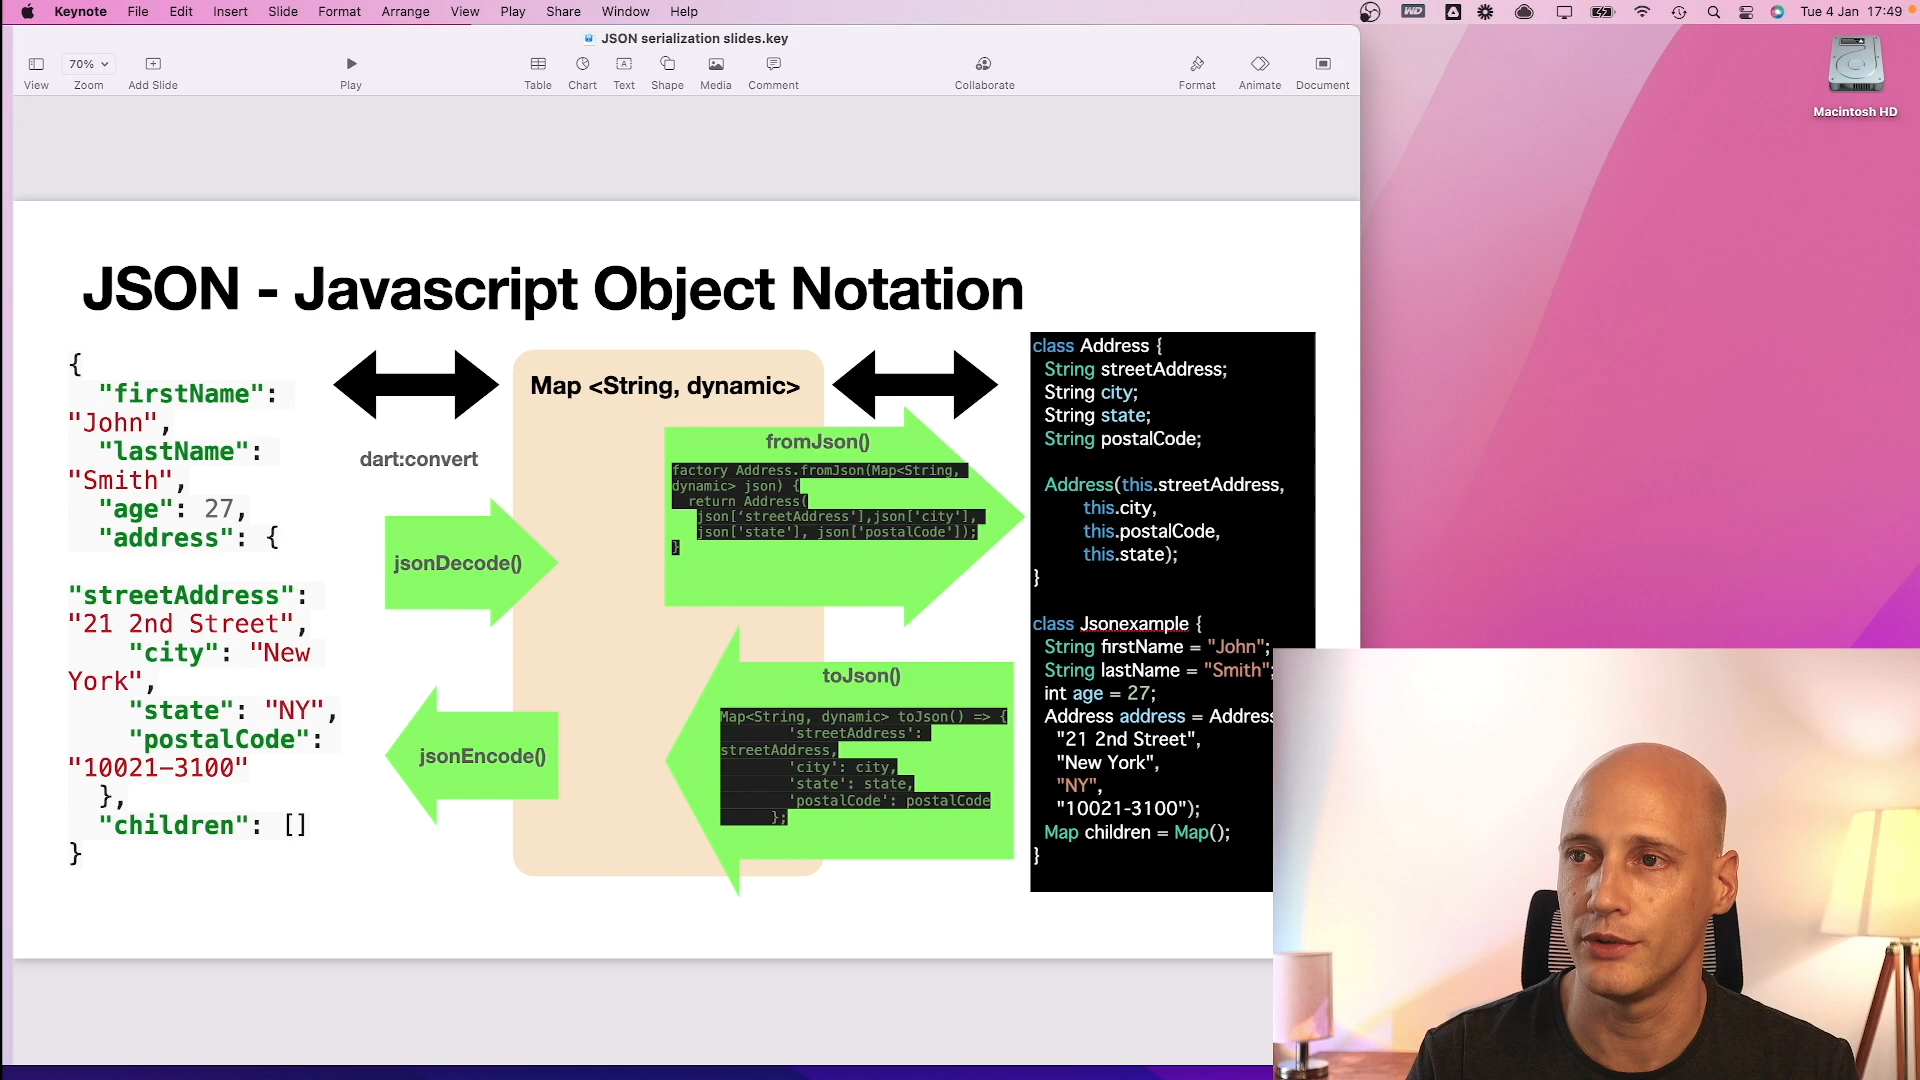 Keynote File Edit Insert Slide Format Arrange View Play Share Window Help
WD
Tue 4 Jan 17:49
JSON serialization slides.key
70%
View Zoom Add Slide Play Table Chart Text Shape Media Comment Collaborate Format Animate Document
Macintosh HD
JSON - Javascript Object Notation
{
"firstName":
"John",
"lastName":
"Smith",
"age": 27,
"address": {
"streetAddress":
"21 2nd Street",
"city": "New
York",
"state": "NY",
"postalCode":
"10021-3100"
},
"children": []
}
dart:convert
jsonDecode()
jsonEncode()
Map <String, dynamic>
fromJson()
factory Address.fromJson(Map<String,
dynamic> json) {
return Address(
json['streetAddress'],json['city'],
json['state'], json['postalCode']);
}
toJson()
Map<String, dynamic> toJson() => {
'streetAddress':
streetAddress,
'city': city,
'state': state,
'postalCode': postalCode
};
class Address {
String streetAddress;
String city;
String state;
String postalCode;
Address(this.streetAddress,
this.city,
this.postalCode,
this.state);
}
class Jsonexample {
String firstName = "John";
String lastName = "Smith";
int age = 27;
Address address = Address
"21 2nd Street",
"New York",
"NY",
"10021-3100");
Map children = Map();
}